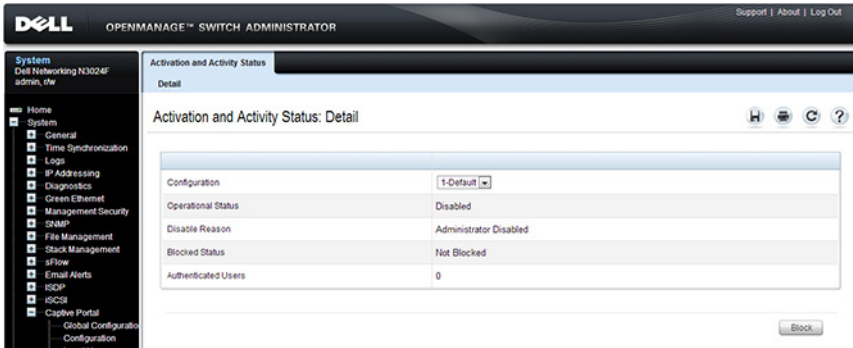 DELL OPENMANAGE™ SWITCH ADMINISTRATOR
Support | About | Log Out
System
Dell Networking N3024F
admin, r/w
Home
System
General
Time Synchronization
Logs
IP Addressing
Diagnostics
Green Ethernet
Management Security
SNMP
File Management
Stack Management
sFlow
Email Alerts
ISDP
iSCSI
Captive Portal
Global Configuratio
Configuration
Activation and Activity Status
Detail
Activation and Activity Status: Detail
Configuration 1-Default
Operational Status Disabled
Disable Reason Administrator Disabled
Blocked Status Not Blocked
Authenticated Users 0
Block